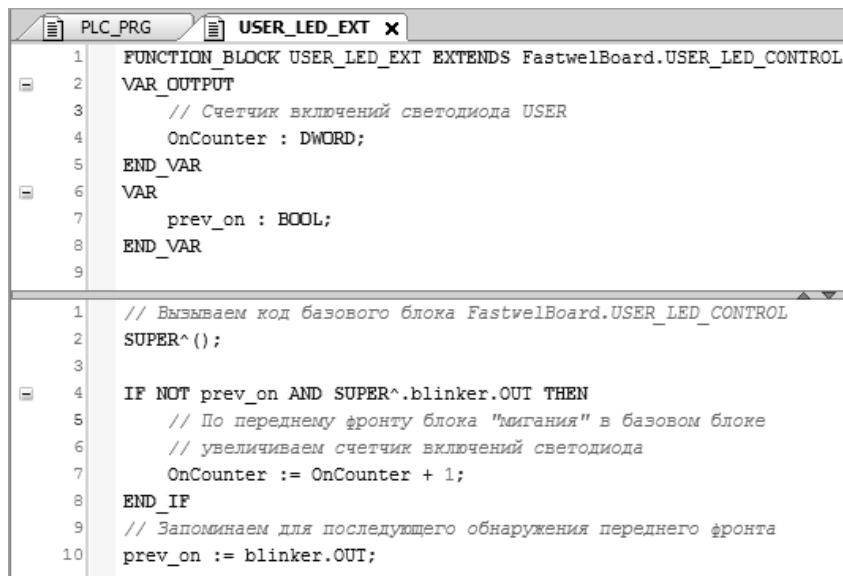 PLC_PRG USER_LED_EXT X
1 FUNCTION_BLOCK USER_LED_EXT EXTENDS FastwelBoard.USER_LED_CONTROL
2 VAR_OUTPUT
3 // Счетчик включений светодиода USER
4 OnCounter : DWORD;
5 END_VAR
6 VAR
7 prev_on : BOOL;
8 END_VAR
9
1 // Вызываем код базового блока FastwelBoard.USER_LED_CONTROL
2 SUPER^();
3
4 IF NOT prev_on AND SUPER^.blinker.OUT THEN
5 // По переднему фронту блока "мигания" в базовом блоке
6 // увеличиваем счетчик включений светодиода
7 OnCounter := OnCounter + 1;
8 END_IF
9 // Запоминаем для последующего обнаружения переднего фронта
10 prev_on := blinker.OUT;